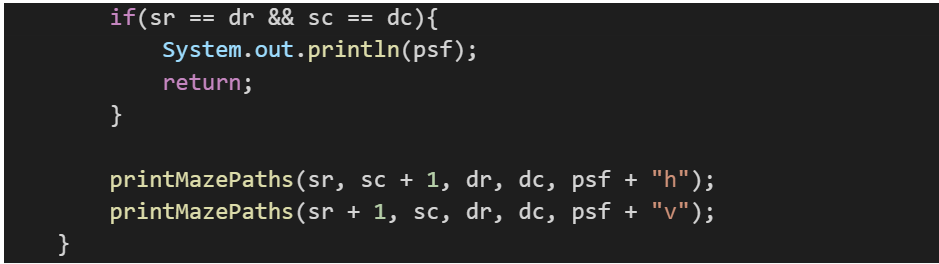 if(sr == dr && sc == dc){
System.out.println(psf);
return;
}
printMazePaths(sr, sc + 1, dr, dc, psf + "h");
printMazePaths(sr + 1, sc, dr, dc, psf + "v");
}